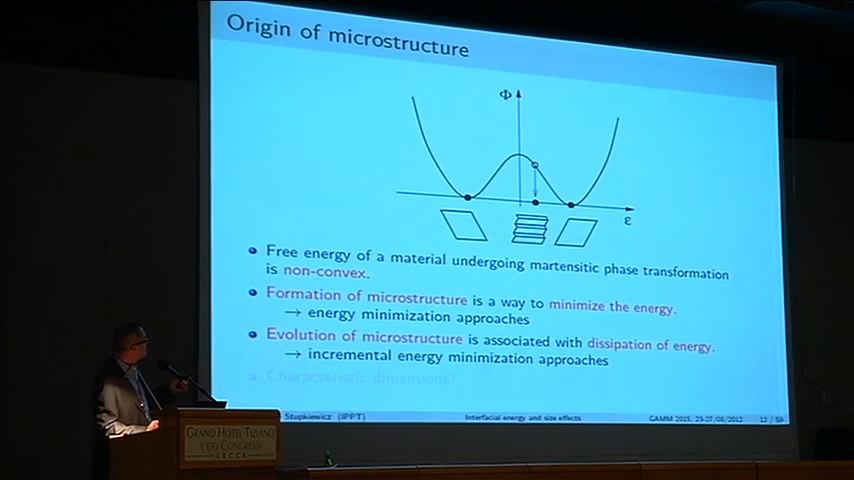 Origin of microstructure
Φ
ε
Free energy of a material undergoing martensitic phase transformation
is non-convex.
Formation of microstructure is a way to minimize the energy.
→ energy minimization approaches
Evolution of microstructure is associated with dissipation of energy.
→ incremental energy minimization approaches
Characteristic dimensions?
Stupkiewicz (IPPT)
Interfacial energy and size effects
GAMM 2015, 23-27/03/2012
12 / 59
GRAND HOTEL TIZIANO
E DEI CONGRESSI
LECCE